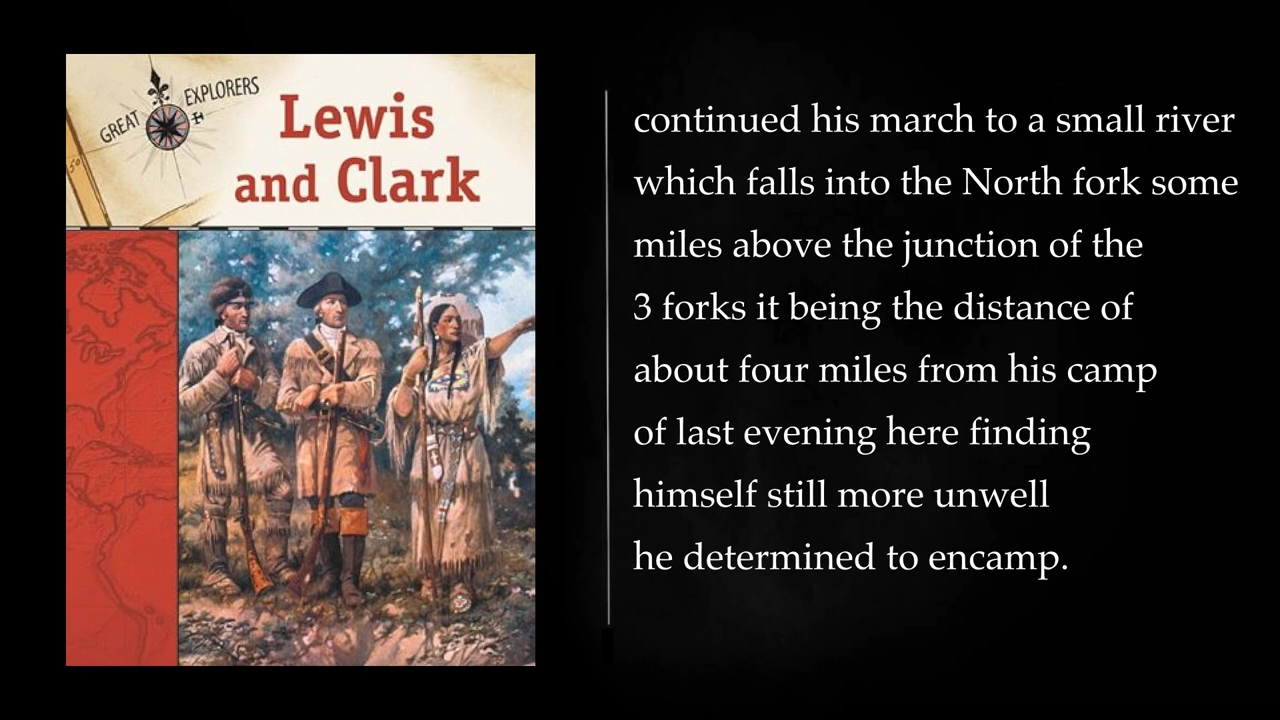 GREAT EXPLORERS
Lewis
and Clark
50
continued his march to a small river
which falls into the North fork some
miles above the junction of the
3 forks it being the distance of
about four miles from his camp
of last evening here finding
himself still more unwell
he determined to encamp.